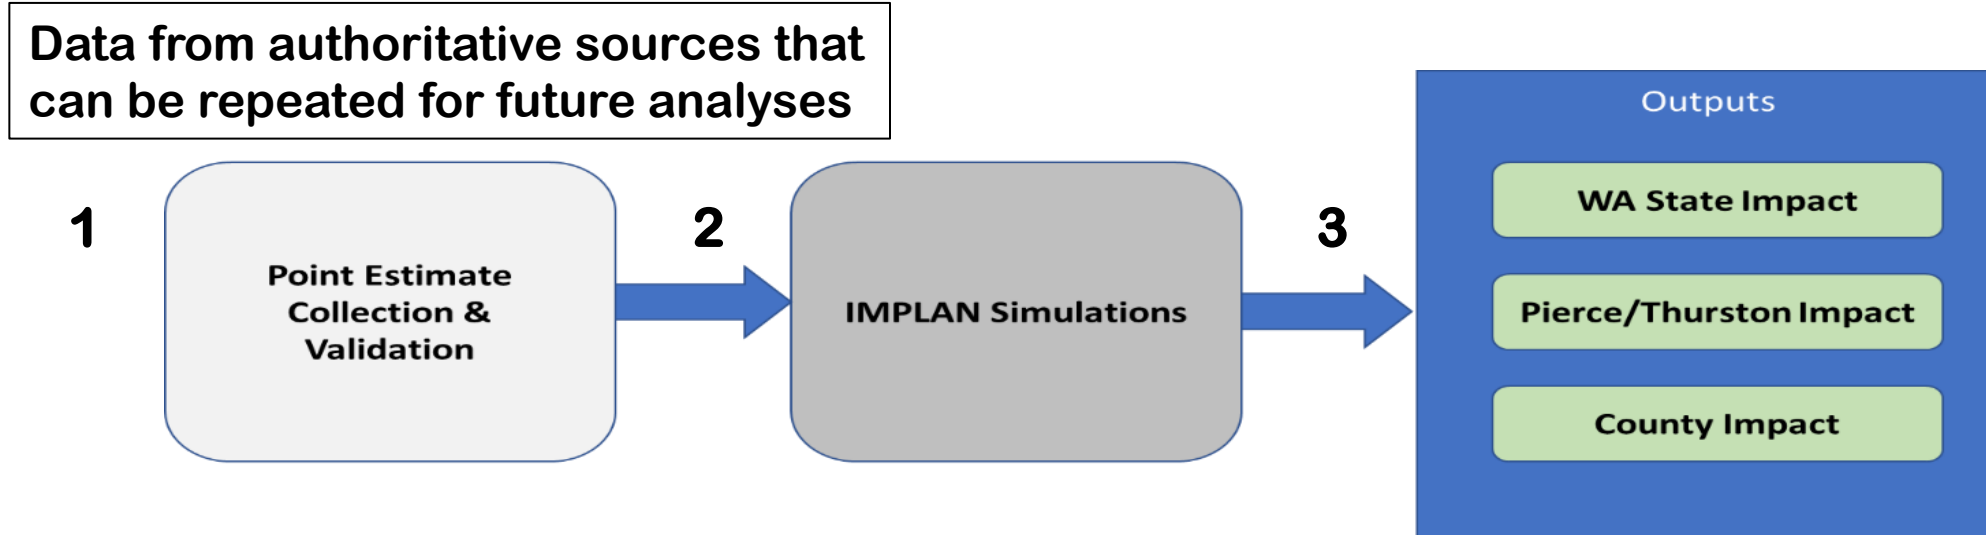 Data from authoritative sources that
can be repeated for future analyses
1
Point Estimate
Collection &
Validation
2
IMPLAN Simulations
3
Outputs
WA State Impact
Pierce/Thurston Impact
County Impact